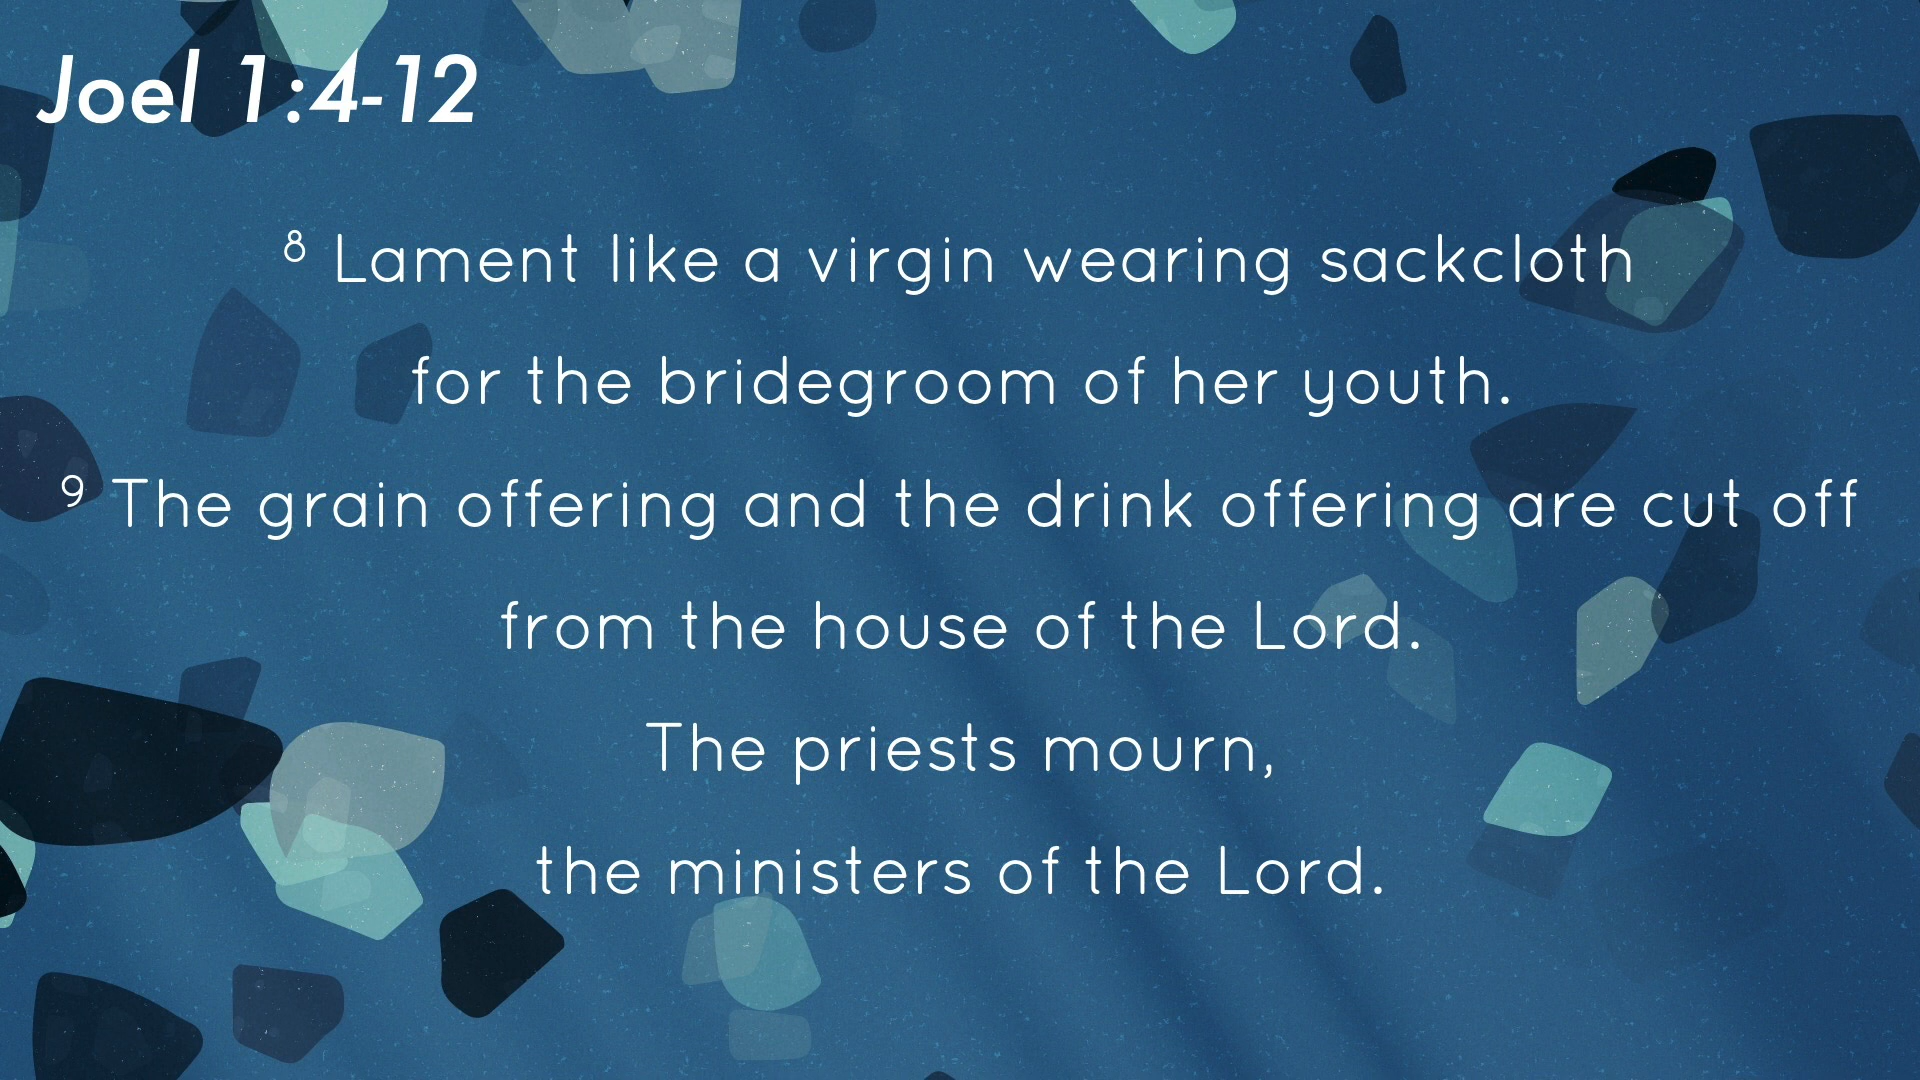 Joel 1:4-12
8 Lament like a virgin wearing sackcloth
for the bridegroom of her youth.
9 The grain offering and the drink offering are cut off
from the house of the Lord.
The priests mourn,
the ministers of the Lord.